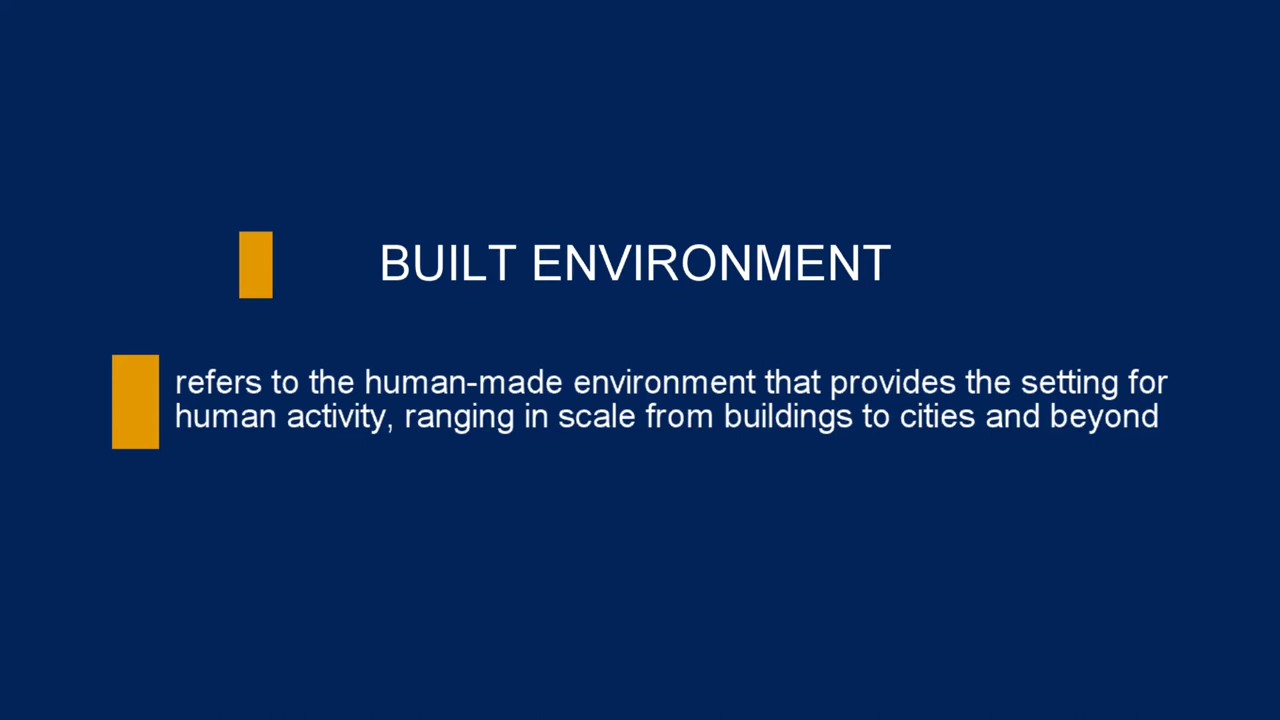 BUILT ENVIRONMENT
refers to the human-made environment that provides the setting for
human activity, ranging in scale from buildings to cities and beyond